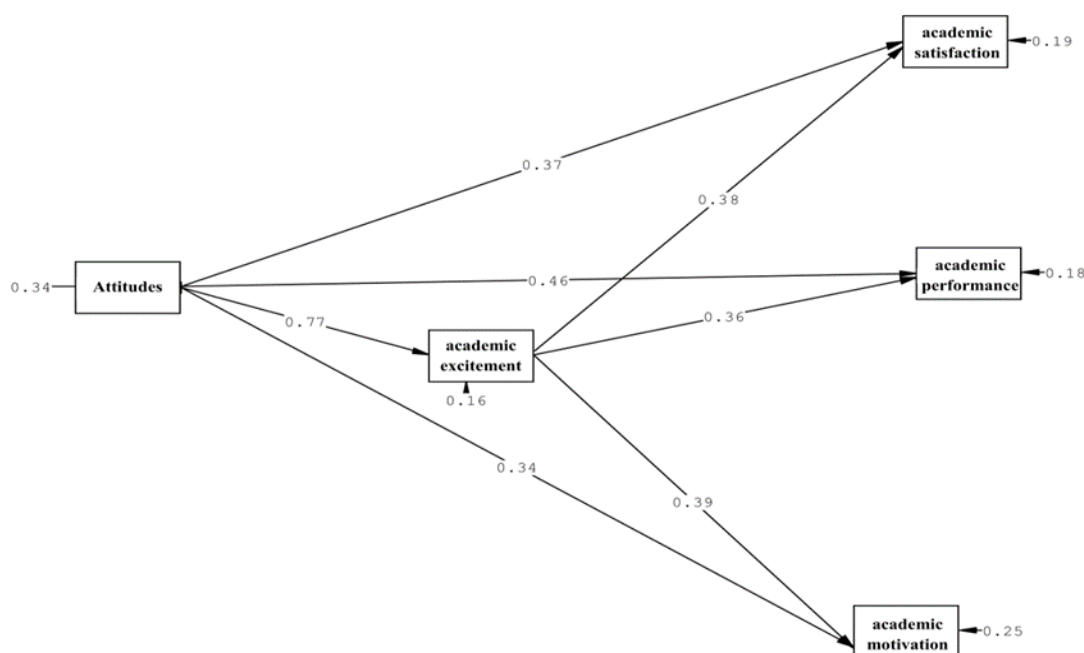 academic
satisfaction
0.19
0.37
0.38
0.34
Attitudes
0.46
academic
performance
0.18
0.77
0.36
academic
excitement
0.16
0.34
0.39
academic
motivation
0.25